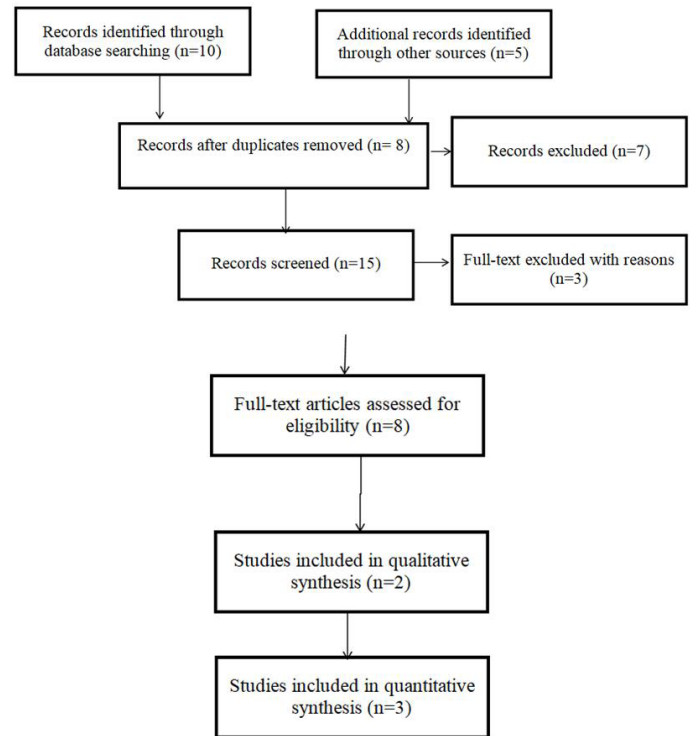 Records identified through
database searching (n=10)
Additional records identified
through other sources (n=5)
Records after duplicates removed (n= 8)
Records excluded (n=7)
Records screened (n=15)
Full-text excluded with reasons
(n=3)
Full-text articles assessed for
eligibility (n=8)
Studies included in qualitative
synthesis (n=2)
Studies included in quantitative
synthesis (n=3)